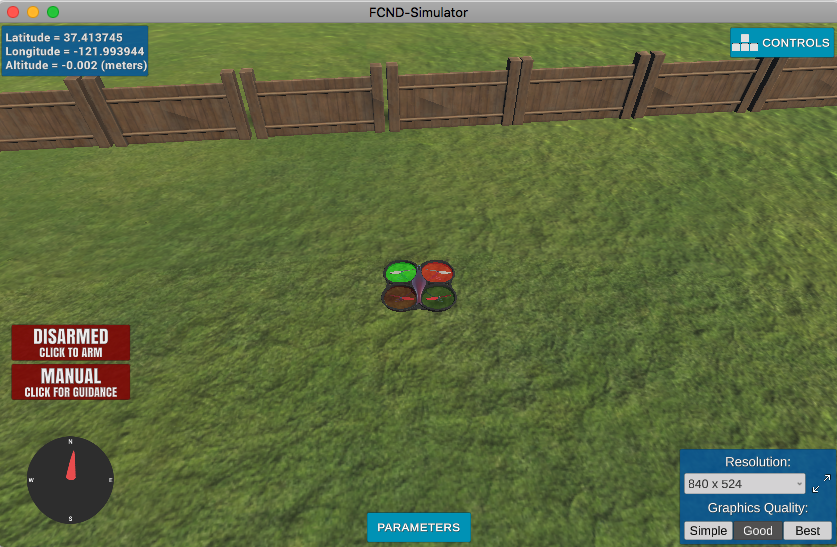 FCND-Simulator
Latitude = 37.413745
Longitude = -121.993944
Altitude = -0.002 (meters)
CONTROLS
DISARMED
CLICK TO ARM
MANUAL
CLICK FOR GUIDANCE
N
W
E
S
PARAMETERS
Resolution:
840 x 524
Graphics Quality:
Simple Good Best